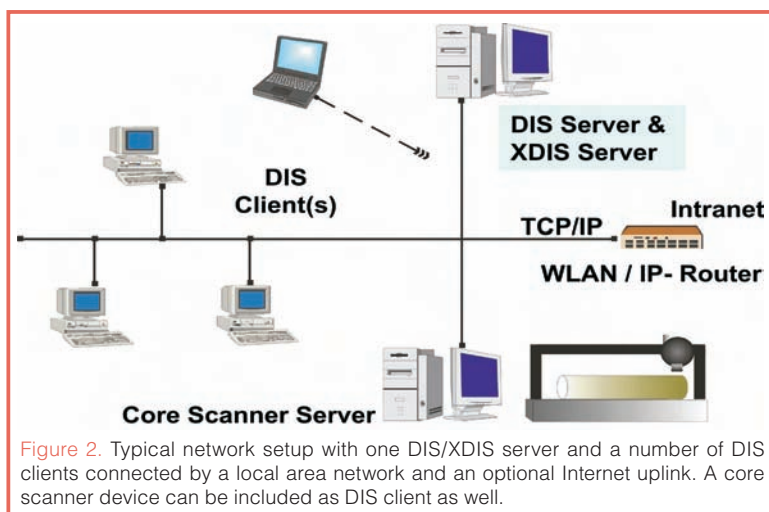 DIS Server &
XDIS Server
DIS
Client(s)
TCP/IP
Intranet
WLAN / IP- Router
Core Scanner Server
Figure 2. Typical network setup with one DIS/XDIS server and a number of DIS
clients connected by a local area network and an optional Internet uplink. A core
scanner device can be included as DIS client as well.